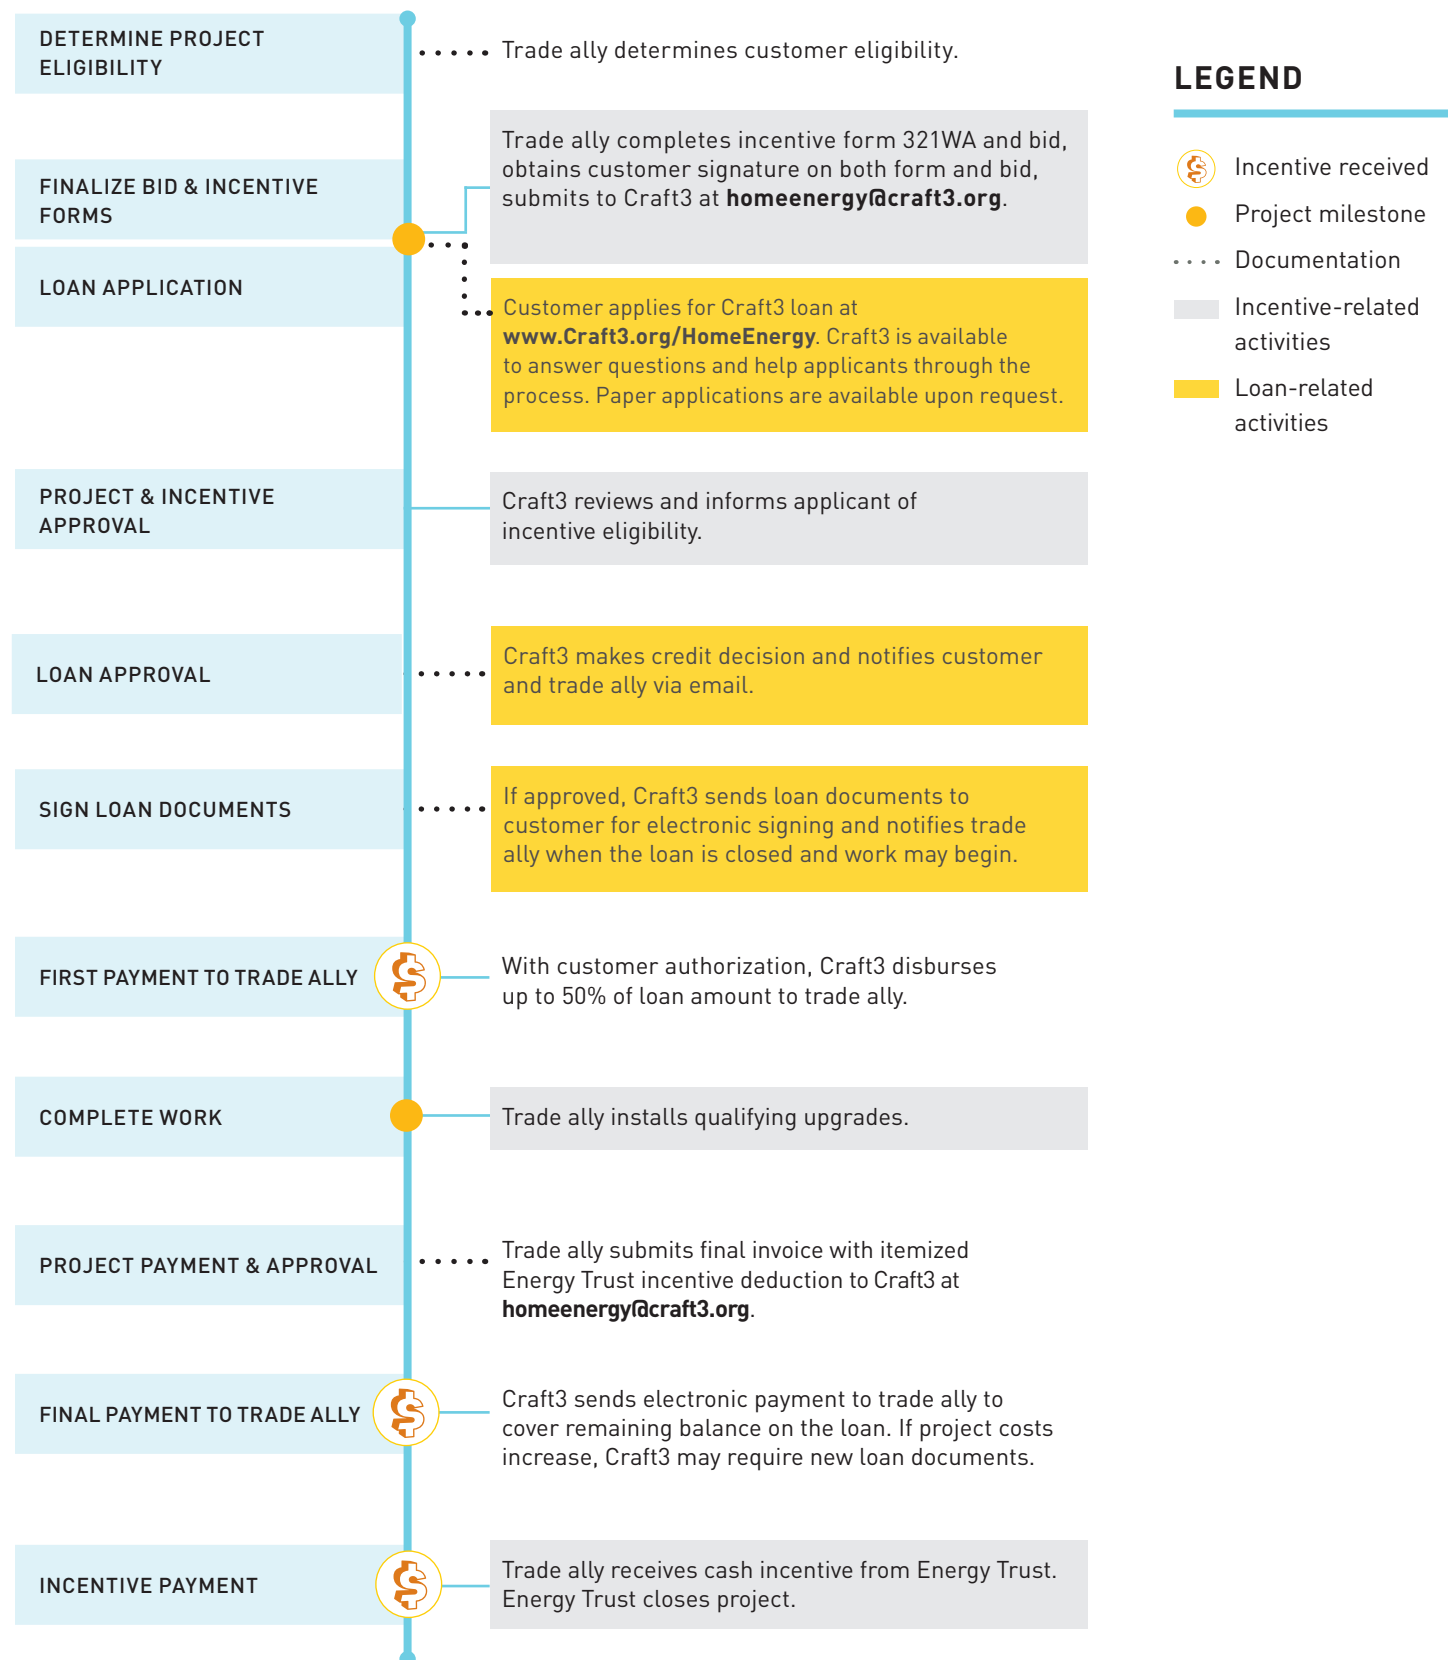 DETERMINE PROJECT
ELIGIBILITY
Trade ally determines customer eligibility.
FINALIZE BID & INCENTIVE
FORMS
Trade ally completes incentive form 321WA and bid,
obtains customer signature on both form and bid,
submits to Craft3 at homeenergy@craft3.org.
LOAN APPLICATION
Customer applies for Craft3 loan at
www.Craft3.org/HomeEnergy. Craft3 is available
to answer questions and help applicants through the
process. Paper applications are available upon request.
PROJECT & INCENTIVE
APPROVAL
Craft3 reviews and informs applicant of
incentive eligibility.
LOAN APPROVAL
Craft3 makes credit decision and notifies customer
and trade ally via email.
SIGN LOAN DOCUMENTS
If approved, Craft3 sends loan documents to
customer for electronic signing and notifies trade
ally when the loan is closed and work may begin.
FIRST PAYMENT TO TRADE ALLY
With customer authorization, Craft3 disburses
up to 50% of loan amount to trade ally.
COMPLETE WORK
Trade ally installs qualifying upgrades.
PROJECT PAYMENT & APPROVAL
Trade ally submits final invoice with itemized
Energy Trust incentive deduction to Craft3 at
homeenergy@craft3.org.
FINAL PAYMENT TO TRADE ALLY
Craft3 sends electronic payment to trade ally to
cover remaining balance on the loan. If project costs
increase, Craft3 may require new loan documents.
INCENTIVE PAYMENT
Trade ally receives cash incentive from Energy Trust.
Energy Trust closes project.
LEGEND
Incentive received
Project milestone
Documentation
Incentive-related
activities
Loan-related
activities